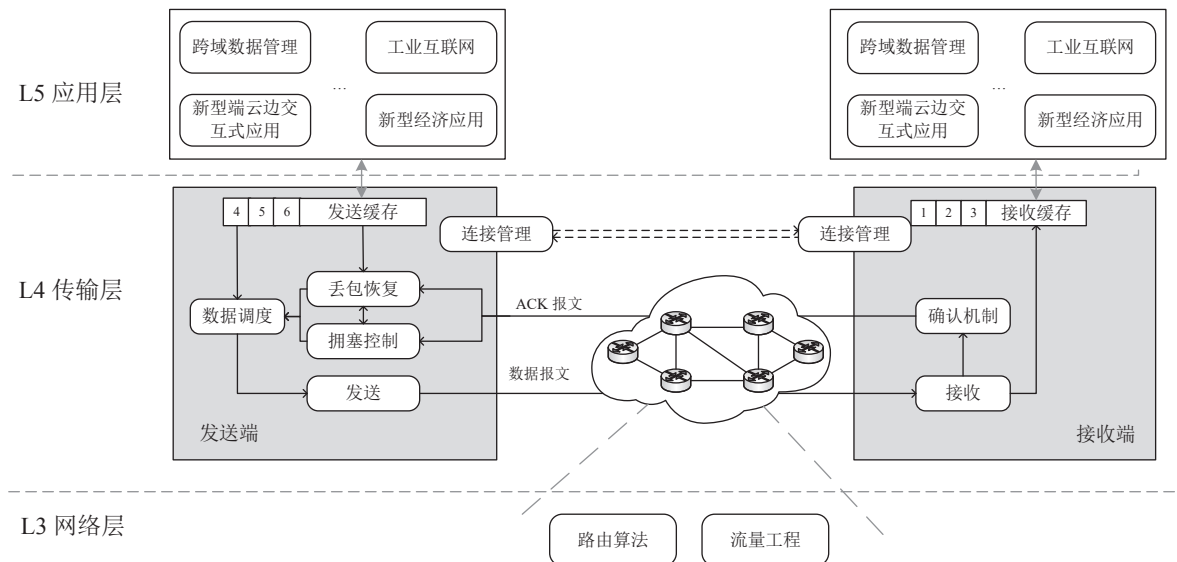 跨域数据管理
工业互联网
跨域数据管理
工业互联网
L5 应用层
…
…
新型端云边交
互式应用
新型经济应用
新型端云边交
互式应用
新型经济应用
4 5 6 发送缓存
1 2 3 接收缓存
连接管理
连接管理
L4 传输层
丢包恢复
ACK 报文
数据调度
确认机制
拥塞控制
数据报文
发送
接收
发送端
接收端
L3 网络层
路由算法
流量工程